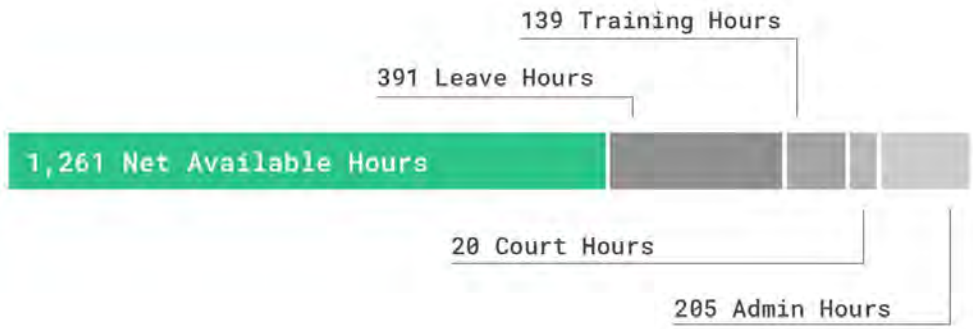 139 Training Hours
391 Leave Hours
1,261 Net Available Hours
20 Court Hours
205 Admin Hours